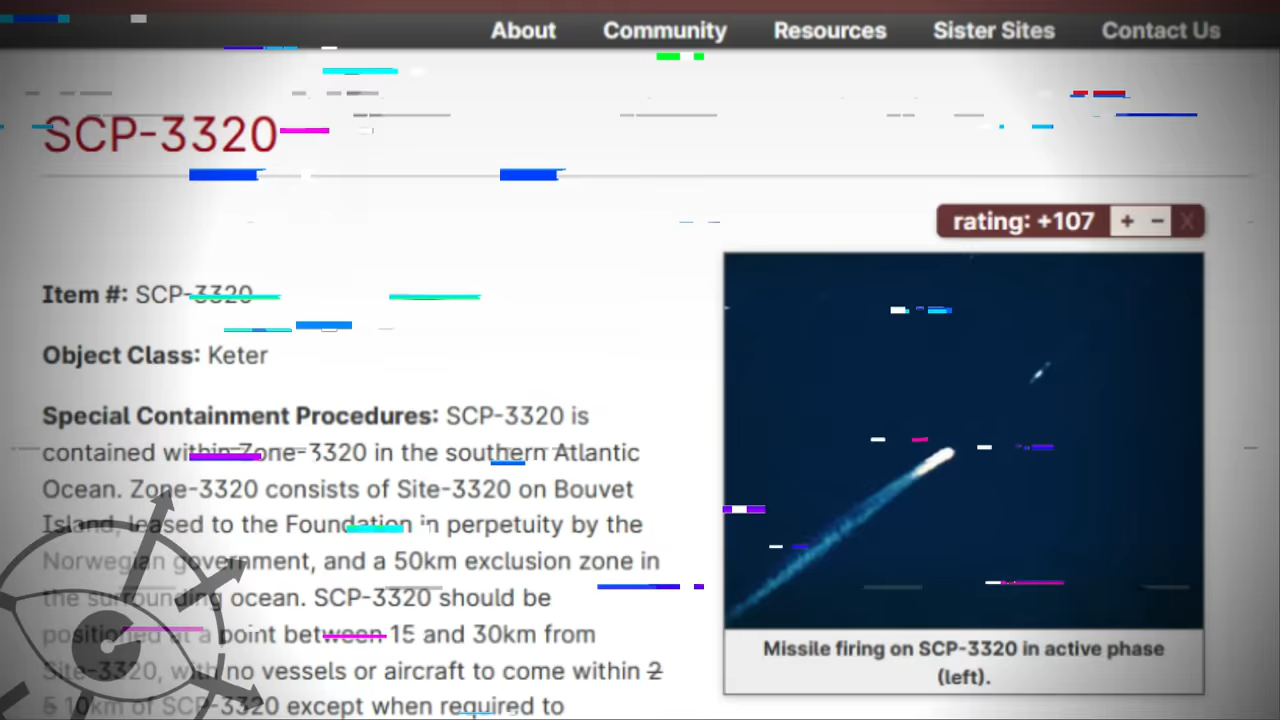 About Community Resources Sister Sites Contact Us
SCP-3320
rating: +107 + − X
Item #: SCP-3320
Object Class: Keter
Special Containment Procedures: SCP-3320 is
contained within Zone-3320 in the southern Atlantic
Ocean. Zone-3320 consists of Site-3320 on Bouvet
Island, leased to the Foundation in perpetuity by the
Norwegian government, and a 50km exclusion zone in
the surrounding ocean. SCP-3320 should be
positioned at a point between 15 and 30km from
Site-3320, with no vessels or aircraft to come within 2
5 10km of SCP-3320 except when required to
Missile firing on SCP-3320 in active phase
(left).